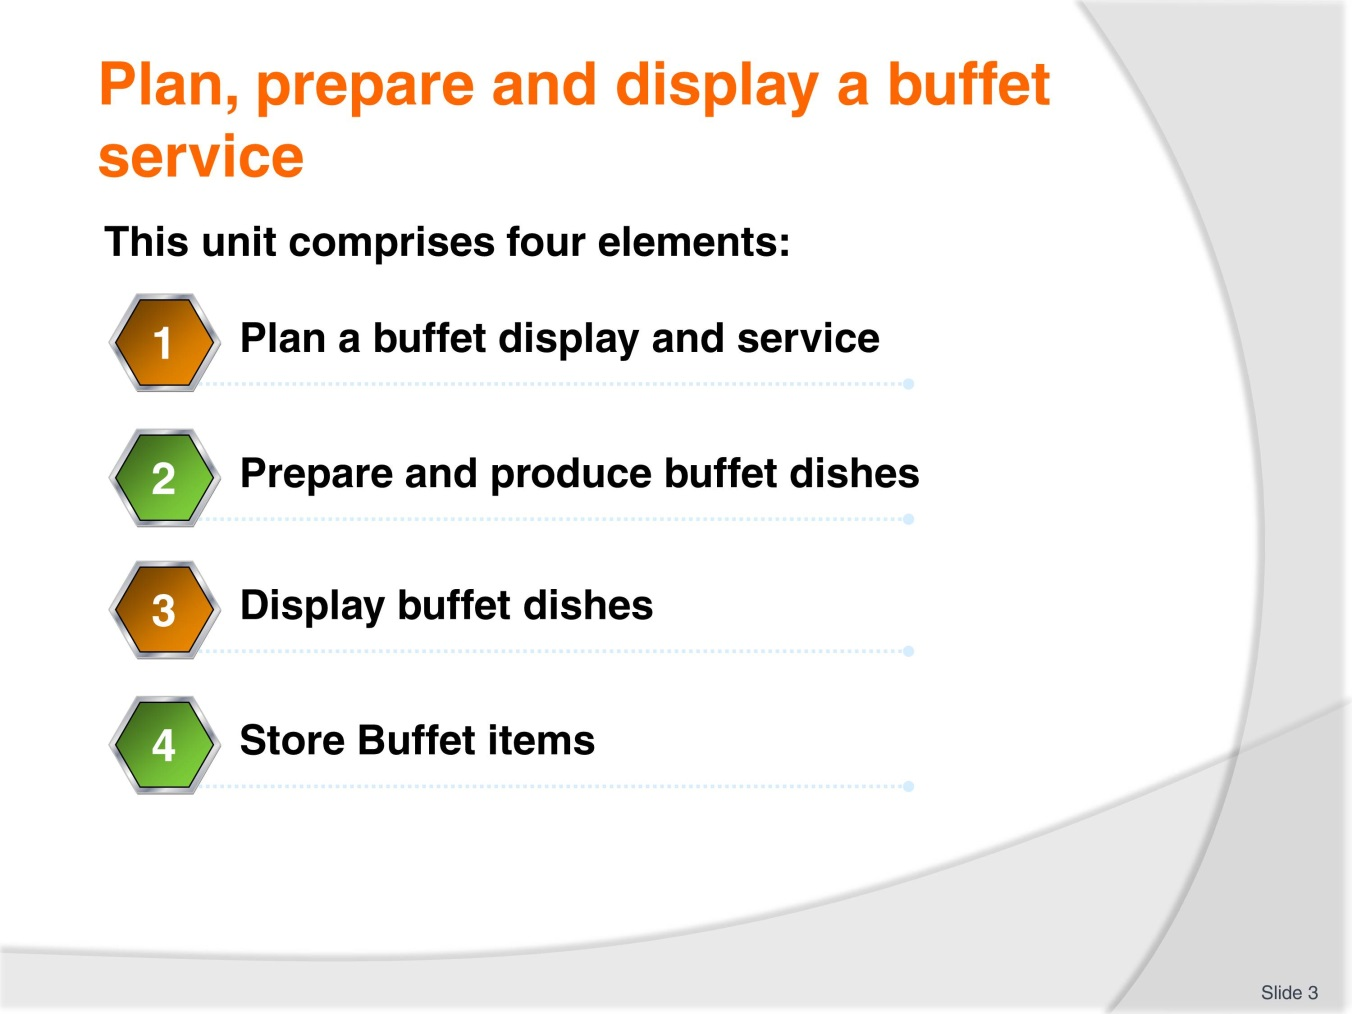 Plan, prepare and display a buffet
service
This unit comprises four elements:
1 Plan a buffet display and service
2 Prepare and produce buffet dishes
3 Display buffet dishes
4 Store Buffet items
Slide 3